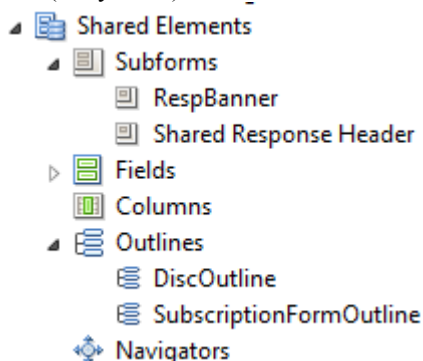 Shared Elements
Subforms
RespBanner
Shared Response Header
Fields
Columns
Outlines
DiscOutline
SubscriptionFormOutline
Navigators